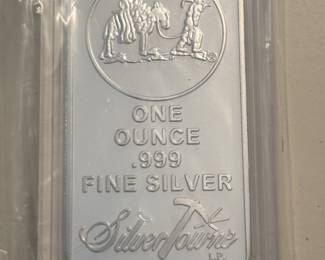 ONE
OUNCE
.999
FINE SILVER
SilverTowne
L.P.